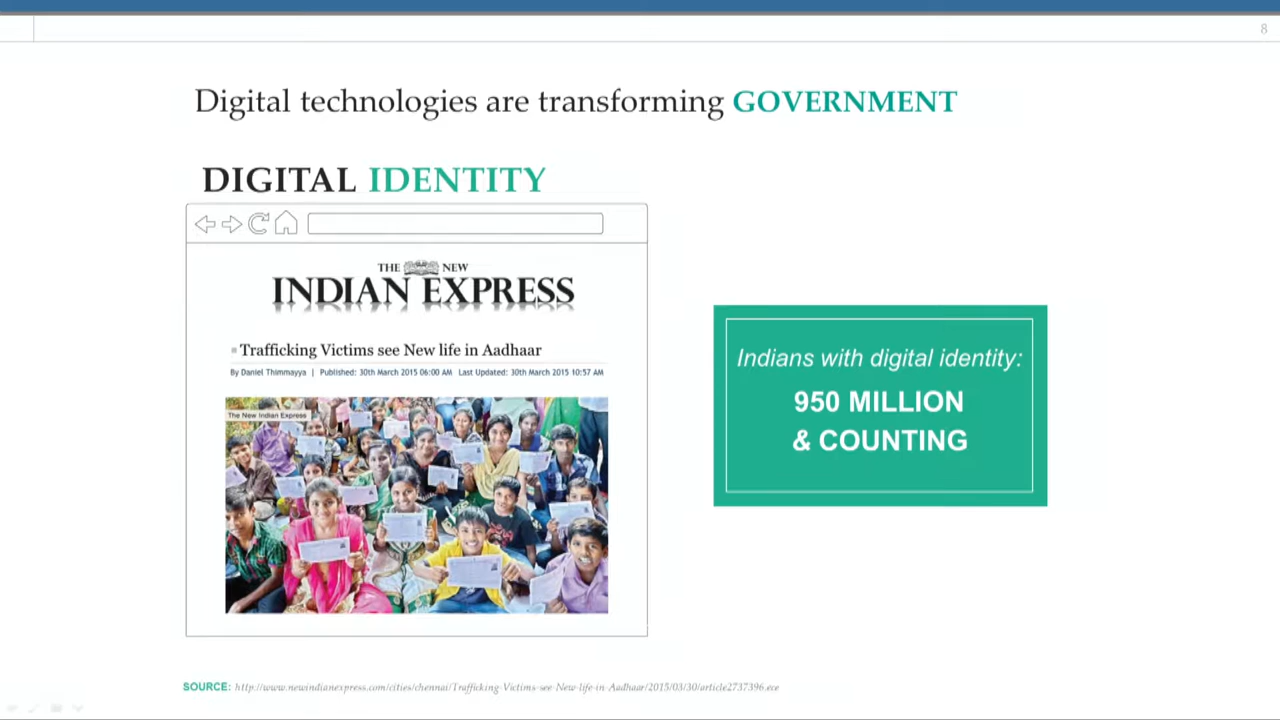 8
Digital technologies are transforming GOVERNMENT
DIGITAL IDENTITY
THE NEW
INDIAN EXPRESS
Trafficking Victims see New life in Aadhaar
By Daniel Thimmayya | Published: 30th March 2015 06:00 AM Last Updated: 30th March 2015 10:57 AM
The New Indian Express
Indians with digital identity:
950 MILLION
& COUNTING
SOURCE: http://www.newindianexpress.com/cities/chennai/Trafficking-Victims-see-New-life-in-Aadhaar/2015/03/30/article2737396.ece